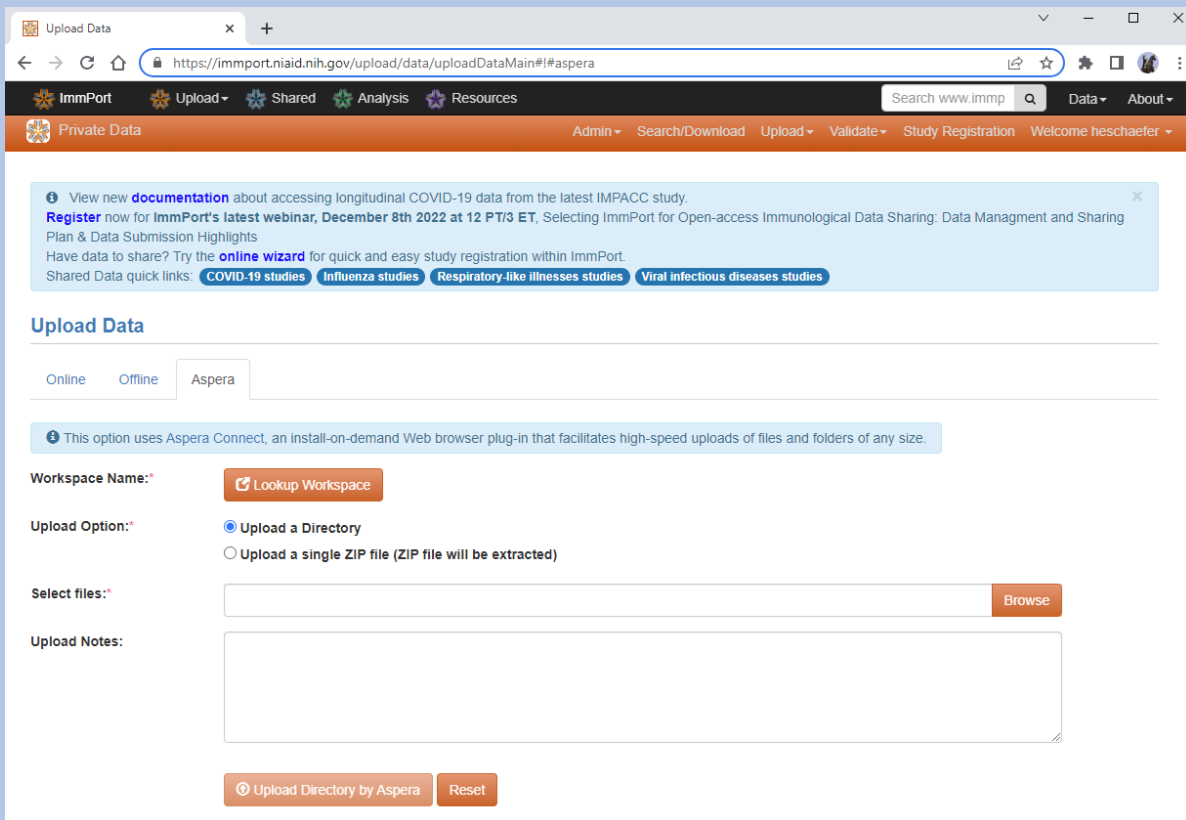 Upload Data
https://immport.niaid.nih.gov/upload/data/uploadDataMain#!#aspera
ImmPort Upload Shared Analysis Resources Search www.immp Data About
Private Data Admin Search/Download Upload Validate Study Registration Welcome heschaefer
View new documentation about accessing longitudinal COVID-19 data from the latest IMPACC study.
Register now for ImmPort's latest webinar, December 8th 2022 at 12 PT/3 ET, Selecting ImmPort for Open-access Immunological Data Sharing: Data Managment and Sharing
Plan & Data Submission Highlights
Have data to share? Try the online wizard for quick and easy study registration within ImmPort.
Shared Data quick links: COVID-19 studies Influenza studies Respiratory-like illnesses studies Viral infectious diseases studies
Upload Data
Online Offline Aspera
This option uses Aspera Connect, an install-on-demand Web browser plug-in that facilitates high-speed uploads of files and folders of any size.
Workspace Name:* Lookup Workspace
Upload Option:* Upload a Directory
Upload a single ZIP file (ZIP file will be extracted)
Select files:* Browse
Upload Notes:
Upload Directory by Aspera Reset